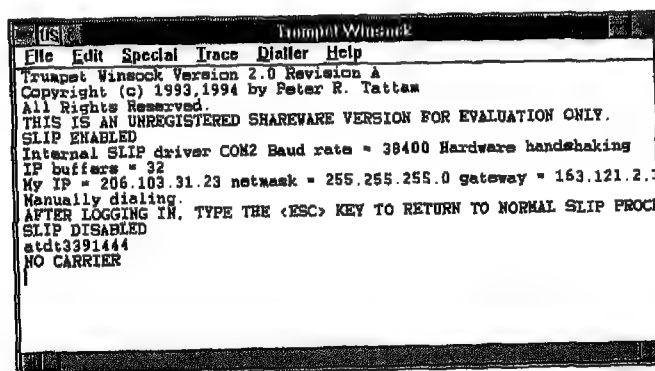 Trumpet Winsock
File Edit Special Trace Dialler Help
Trumpet Winsock Version 2.0 Revision A
Copyright (c) 1993,1994 by Peter R. Tattam
All Rights Reserved.
THIS IS AN UNREGISTERED SHAREWARE VERSION FOR EVALUATION ONLY.
SLIP ENABLED
Internal SLIP driver COM2 Baud rate = 38400 Hardware handshaking
IP buffers = 32
My IP = 206.103.31.23 netmask = 255.255.255.0 gateway = 163.121.2.
Manually dialing.
AFTER LOGGING IN, TYPE THE <ESC> KEY TO RETURN TO NORMAL SLIP PROC
SLIP DISABLED
atdt3391444
NO CARRIER